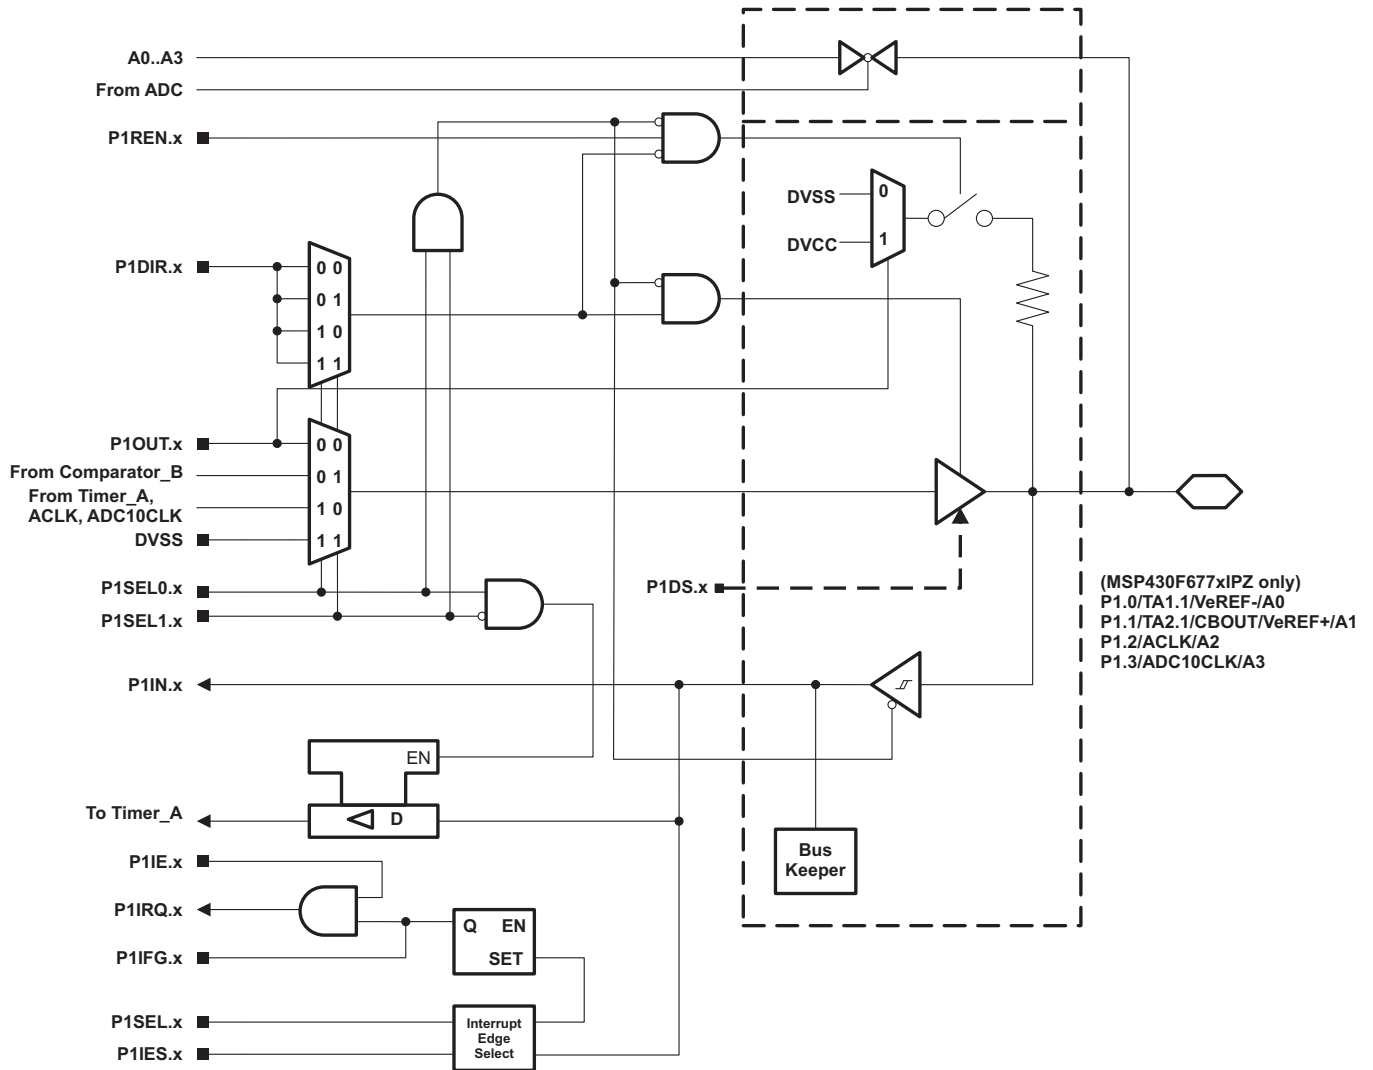 A0..A3
From ADC
P1REN.x
DVSS
0
DVCC
1
P1DIR.x
0 0
0 1
1 0
1 1
P1OUT.x
0 0
From Comparator_B
0 1
From Timer_A,
ACLK, ADC10CLK
1 0
DVSS
1 1
P1SEL0.x
P1SEL1.x
P1DS.x
(MSP430F677xIPZ only)
P1.0/TA1.1/VeREF-/A0
P1.1/TA2.1/CBOUT/VeREF+/A1
P1.2/ACLK/A2
P1.3/ADC10CLK/A3
P1IN.x
EN
To Timer_A
D
Bus
Keeper
P1IE.x
P1IRQ.x
Q EN
SET
P1IFG.x
P1SEL.x
P1IES.x
Interrupt
Edge
Select